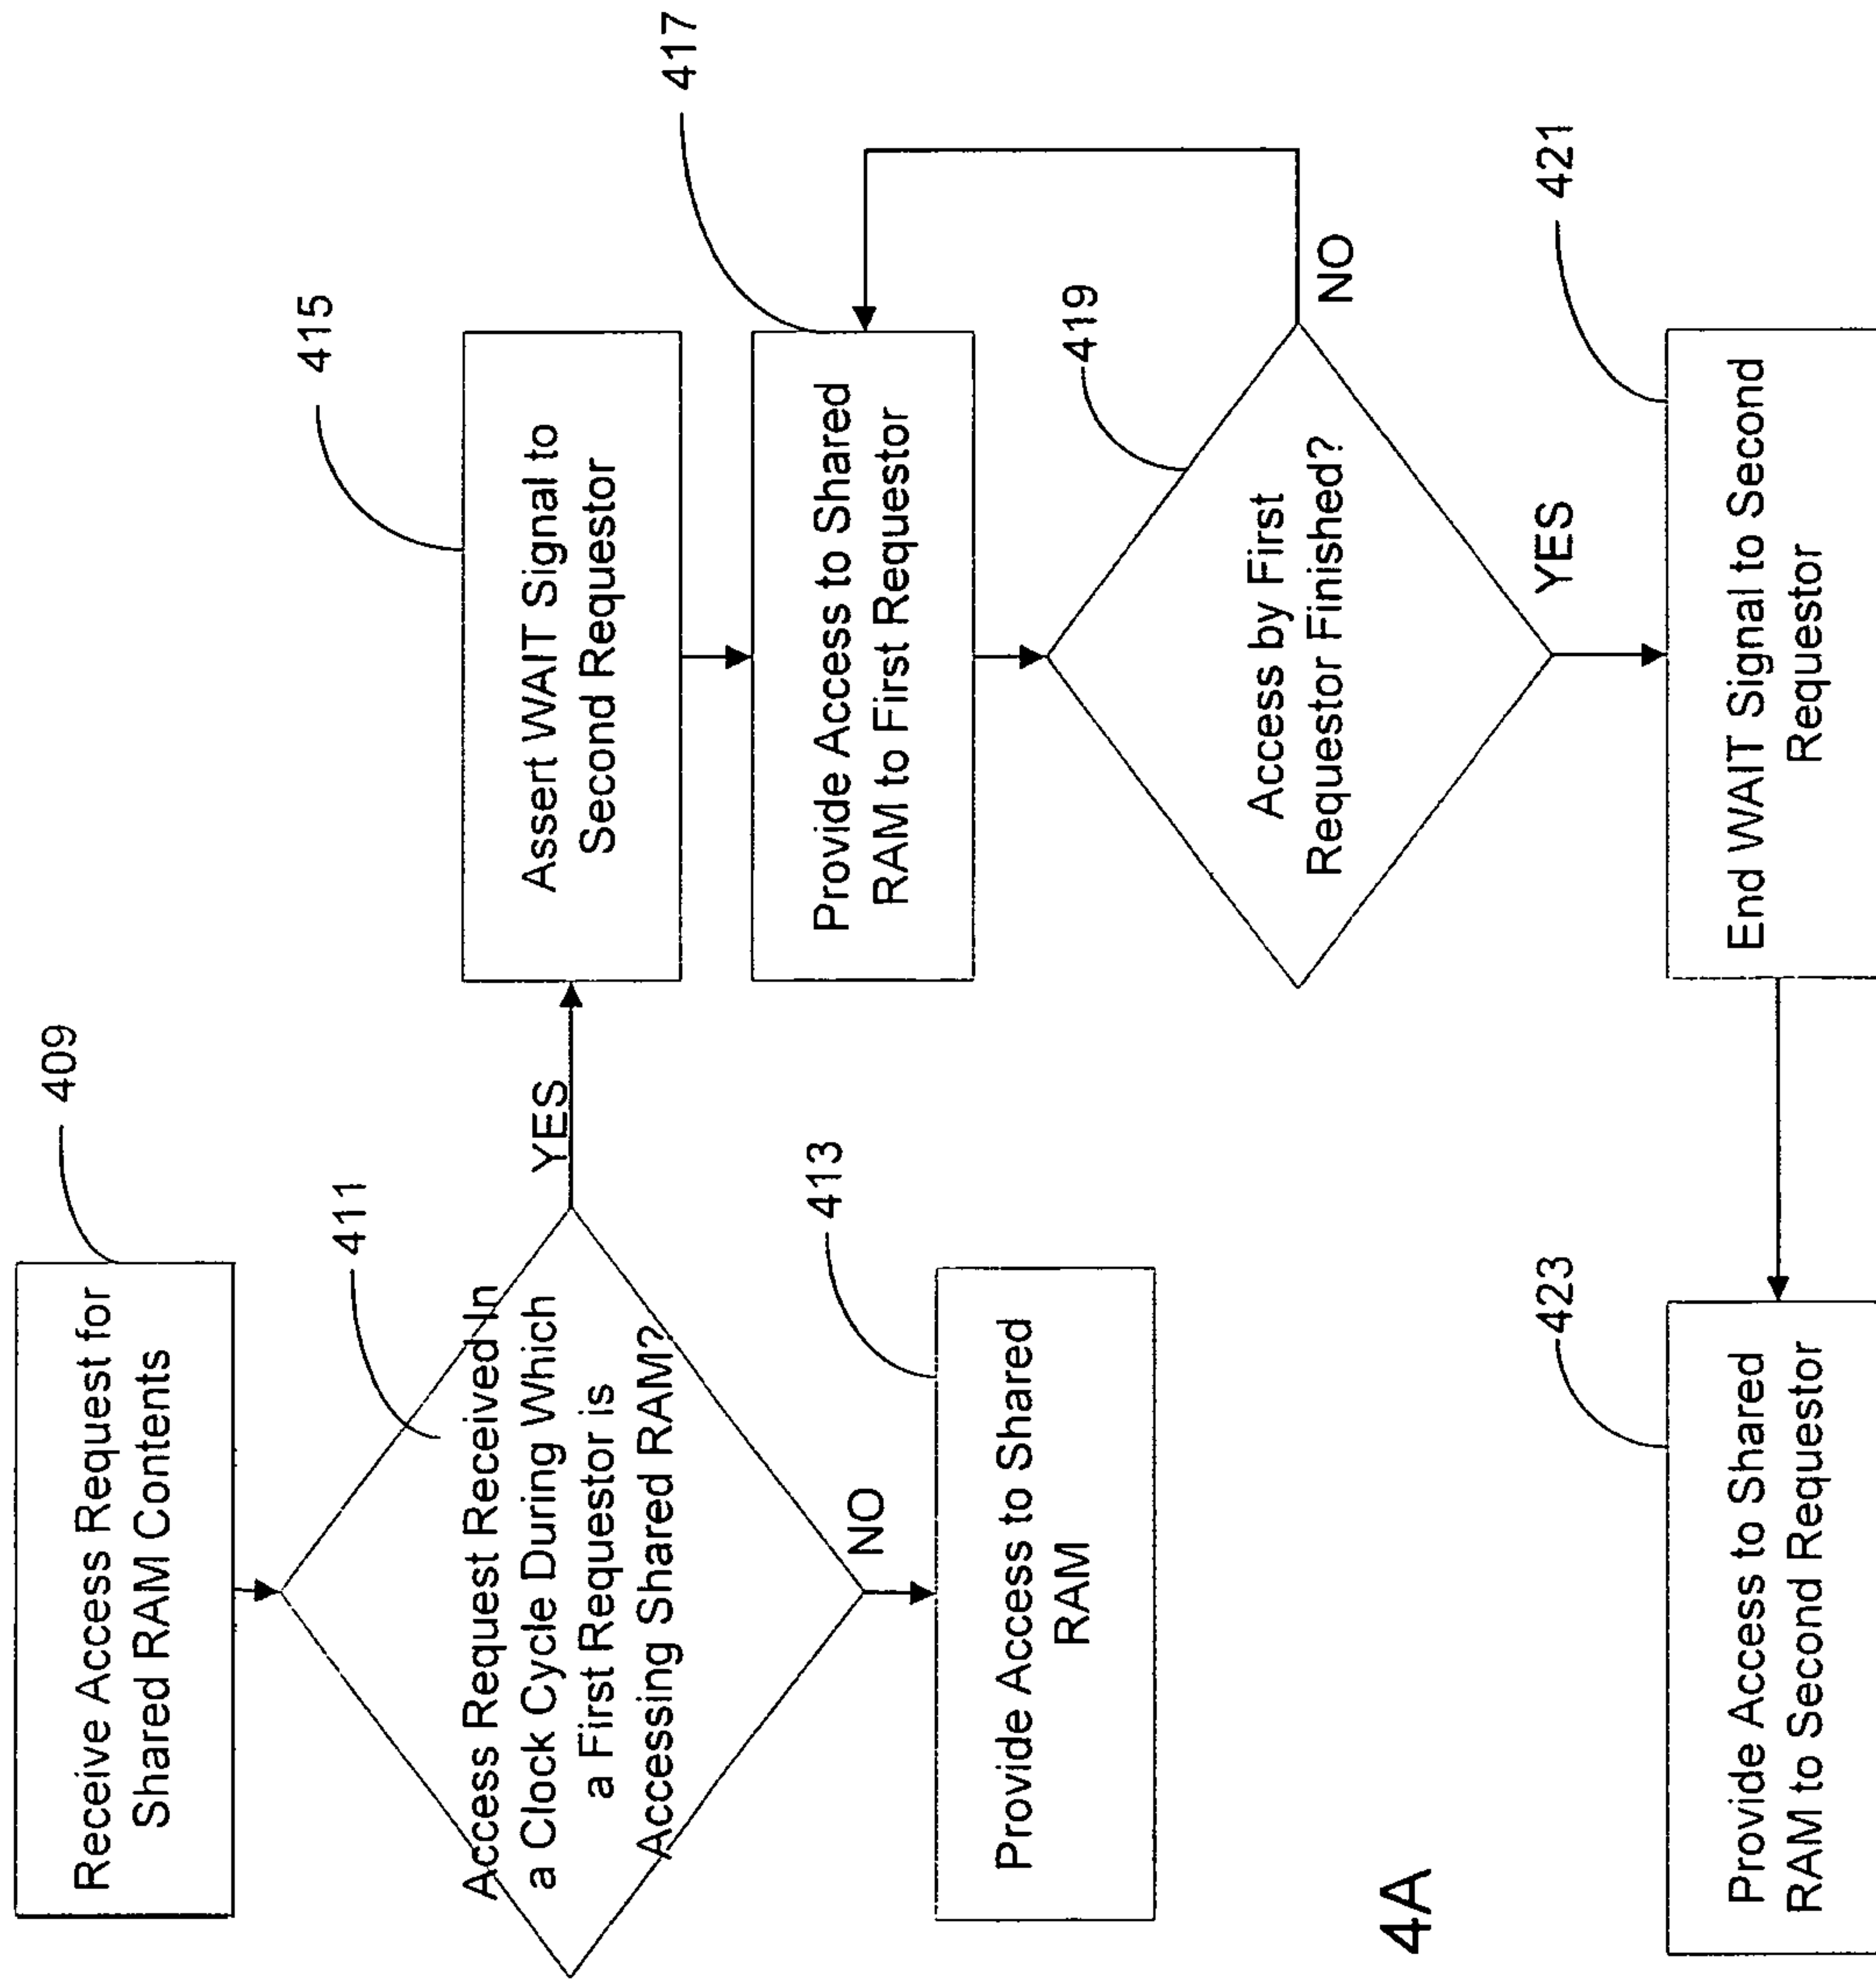 409
Receive Access Request for
Shared RAM Contents
411
Access Request Received In
a Clock Cycle During Which
a First Requestor is
Accessing Shared RAM?
YES
NO
413
Provide Access to Shared
RAM
415
Assert WAIT Signal to
Second Requestor
417
Provide Access to Shared
RAM to First Requestor
419
Access by First
Requestor Finished?
NO
YES
421
End WAIT Signal to Second
Requestor
423
Provide Access to Shared
RAM to Second Requestor
4A